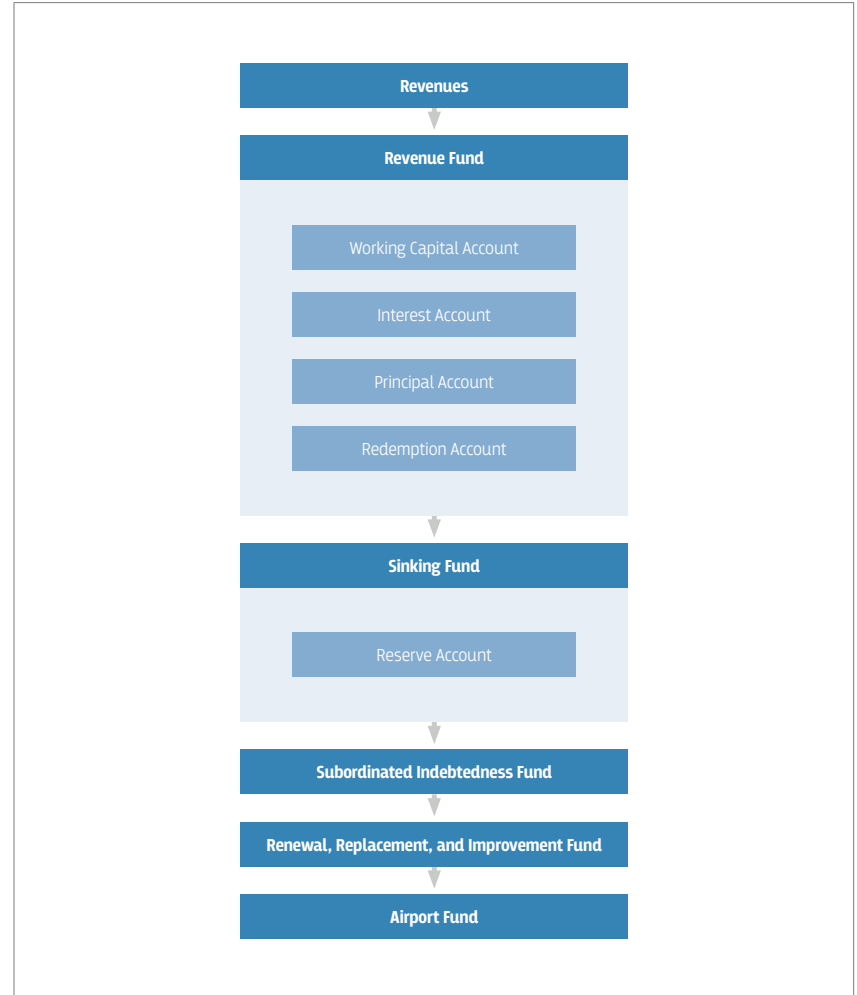 Revenues
Revenue Fund
Working Capital Account
Interest Account
Principal Account
Redemption Account
Sinking Fund
Reserve Account
Subordinated Indebtedness Fund
Renewal, Replacement, and Improvement Fund
Airport Fund